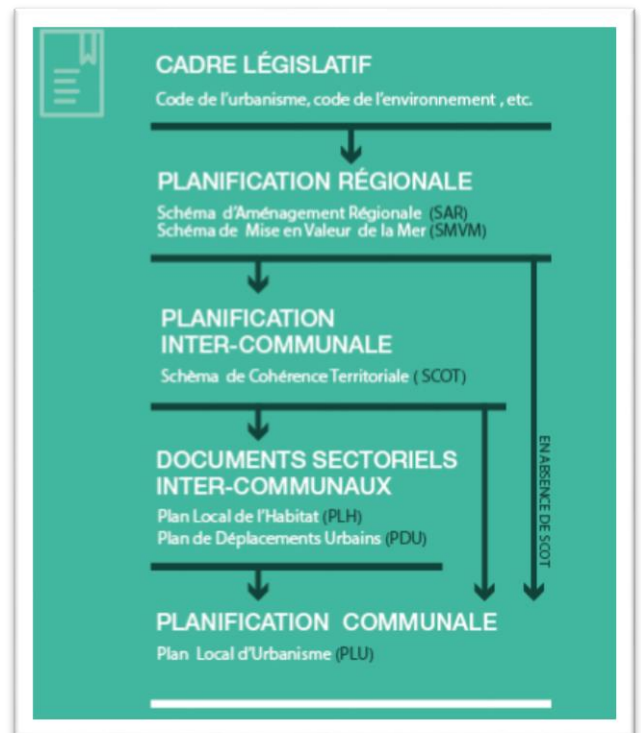 CADRE LÉGISLATIF
Code de l'urbanisme, code de l'environnement , etc.
PLANIFICATION RÉGIONALE
Schéma d'Aménagement Régionale (SAR)
Schéma de Mise en Valeur de la Mer (SMVM)
PLANIFICATION
INTER-COMMUNALE
Schèma de Cohérence Territoriale ( SCOT)
EN ABSENCE DE SCOT
DOCUMENTS SECTORIELS
INTER-COMMUNAUX
Plan Local de l'Habitat (PLH)
Plan de Déplacements Urbains (PDU)
PLANIFICATION COMMUNALE
Plan Local d'Urbanisme (PLU)